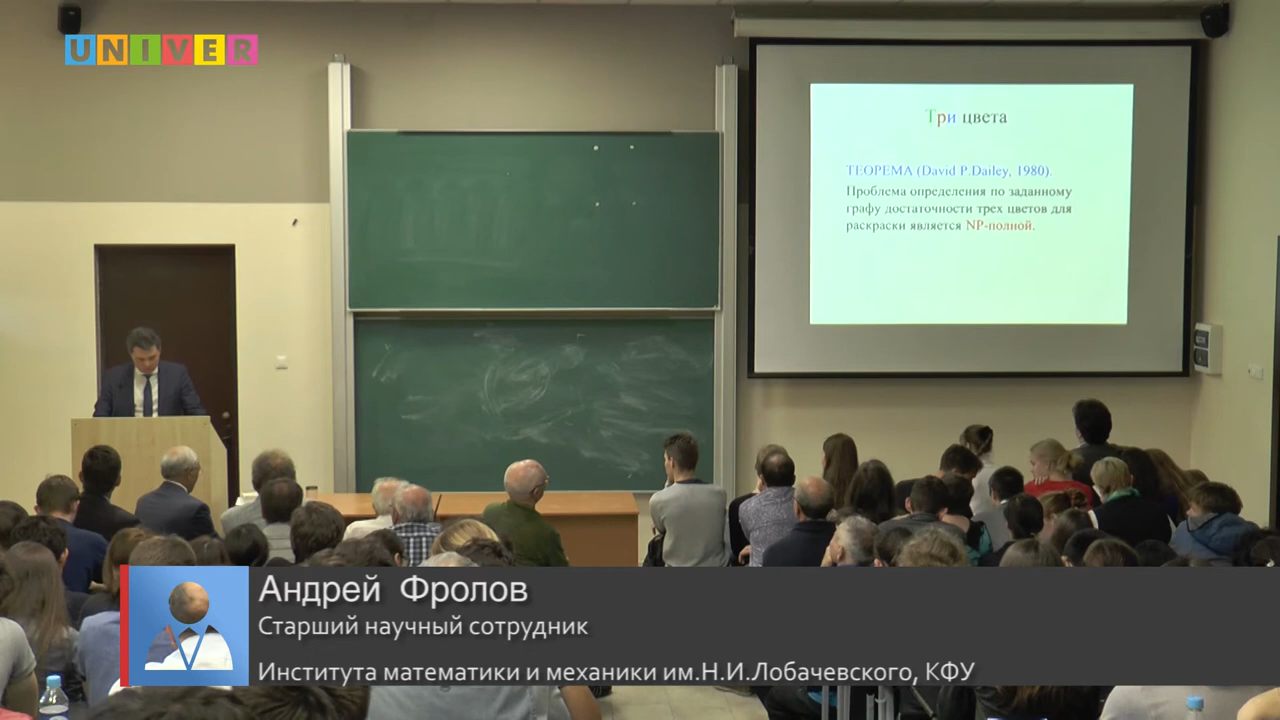 UNIVER
Три цвета
ТЕОРЕМА (David P.Dailey, 1980).
Проблема определения по заданному
графу достаточности трех цветов для
раскраски является NP-полной.
Андрей Фролов
Старший научный сотрудник
Института математики и механики им.Н.И.Лобачевского, КФУ